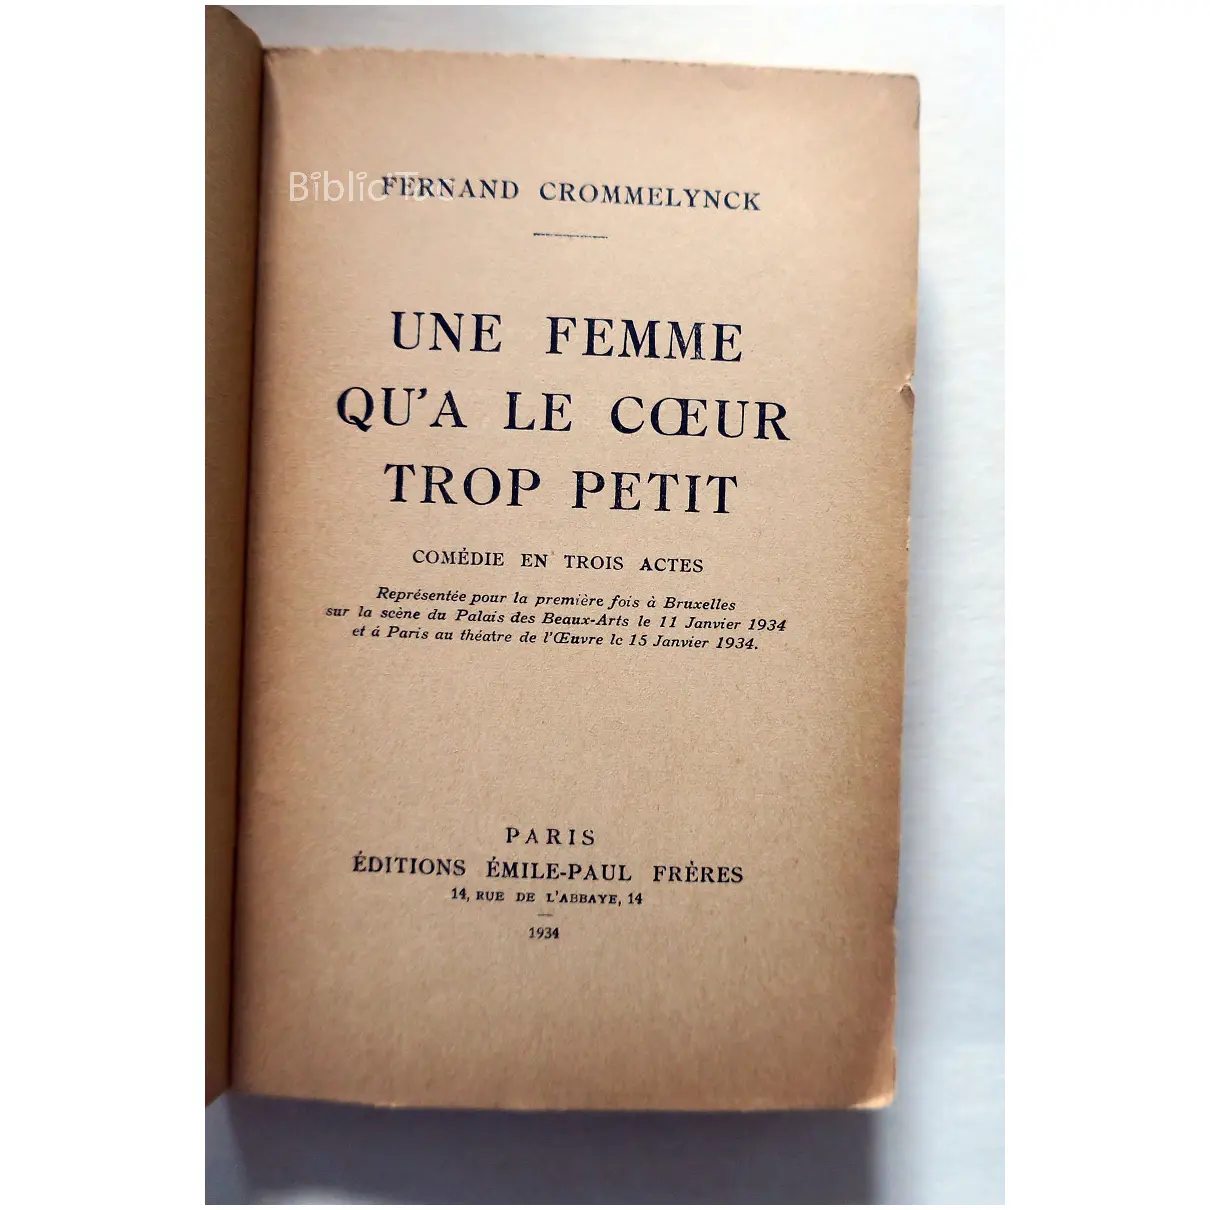 FERNAND CROMMELYNCK
UNE FEMME
QU'A LE CŒUR
TROP PETIT
COMÉDIE EN TROIS ACTES
Représentée pour la première fois à Bruxelles
sur la scène du Palais des Beaux-Arts le 11 Janvier 1934
et à Paris au théatre de l'Œuvre le 15 Janvier 1934.
PARIS
ÉDITIONS ÉMILE-PAUL FRÈRES
14, RUE DE L'ABBAYE, 14
1934